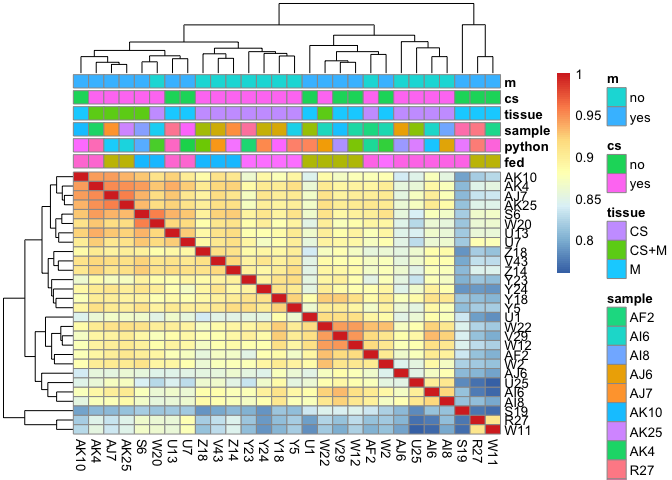 m
cs
tissue
sample
python
fed
AK10
AK4
AJ7
AK25
S6
W20
U13
U7
Z18
V43
Z14
Y23
Y24
Y18
Y5
U1
W22
V29
W12
AF2
W2
AJ6
U25
AI6
AI8
S19
R27
W11
AK10
AK4
AJ7
AK25
S6
W20
U13
U7
Z18
V43
Z14
Y23
Y24
Y18
Y5
U1
W22
V29
W12
AF2
W2
AJ6
U25
AI6
AI8
S19
R27
W11
1
0.95
0.9
0.85
0.8
m
no
yes
cs
no
yes
tissue
CS
CS+M
M
sample
AF2
AI6
AI8
AJ6
AJ7
AK10
AK25
AK4
R27